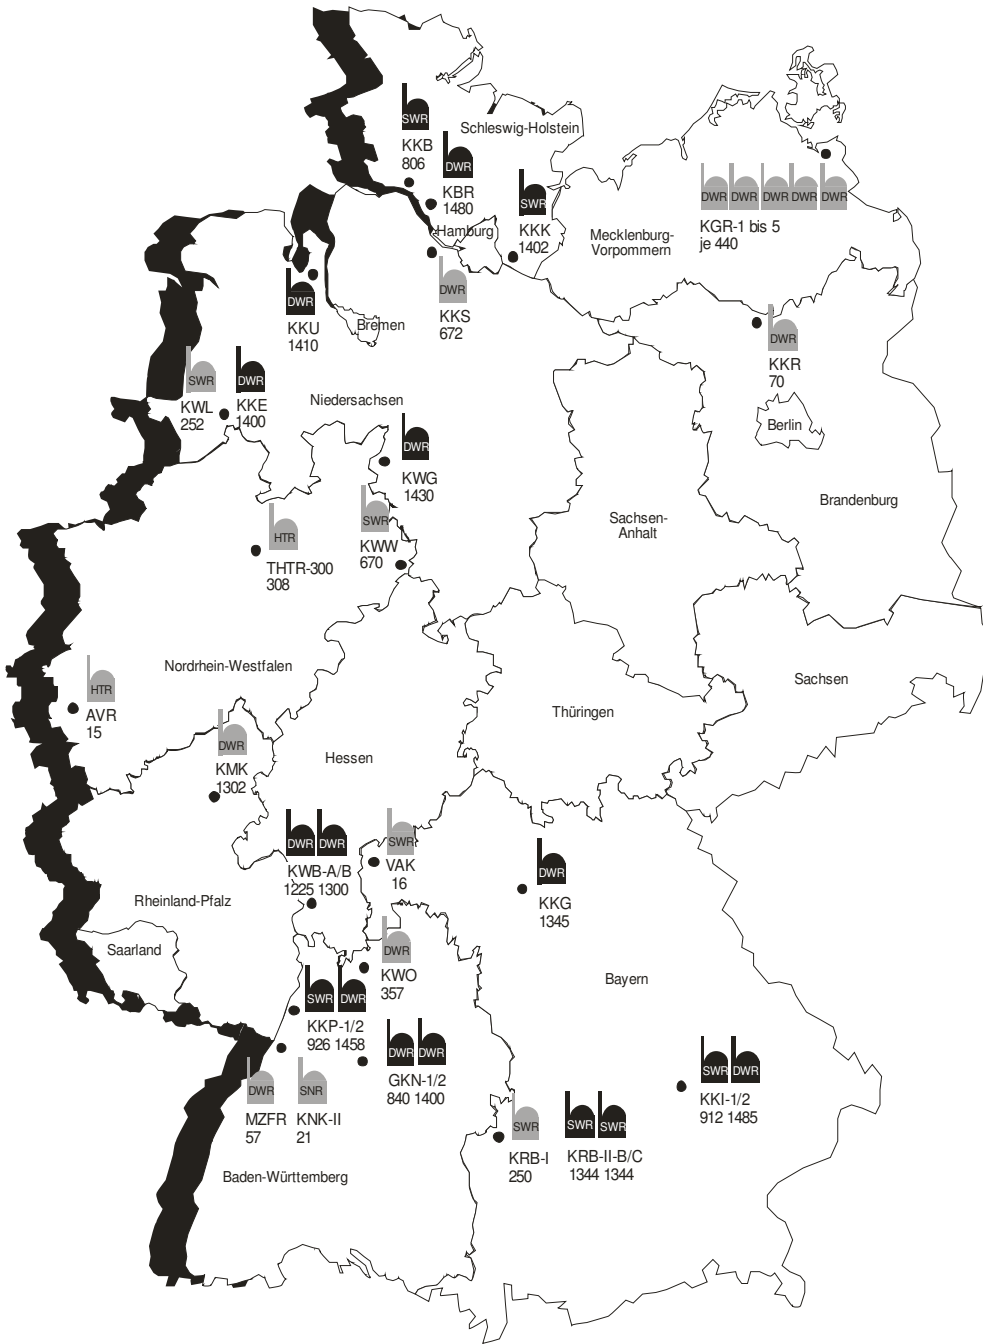 SWR
KKB
806
Schleswig-Holstein
DWR
KBR
1480
SWR
KKK
1402
Hamburg
Mecklenburg-
Vorpommern
DWR DWR DWR DWR DWR
KGR-1 bis 5
je 440
DWR
KKU
1410
Bremen
DWR
KKS
672
DWR
KKR
70
Berlin
SWR
KWL
252
DWR
KKE
1400
Niedersachsen
DWR
KWG
1430
Brandenburg
Sachsen-
Anhalt
HTR
THTR-300
308
SWR
KWW
670
HTR
AVR
15
Nordrhein-Westfalen
Sachsen
Thüringen
DWR
KMK
1302
Hessen
DWR DWR
KWB-A/B
1225 1300
SWR
VAK
16
DWR
KKG
1345
Rheinland-Pfalz
Saarland
DWR
KWO
357
Bayern
SWR DWR
KKP-1/2
926 1458
DWR DWR
GKN-1/2
840 1400
SWR DWR
KKI-1/2
912 1485
DWR
MZFR
57
SNR
KNK-II
21
SWR
KRB-I
250
SWR SWR
KRB-II-B/C
1344 1344
Baden-Württemberg